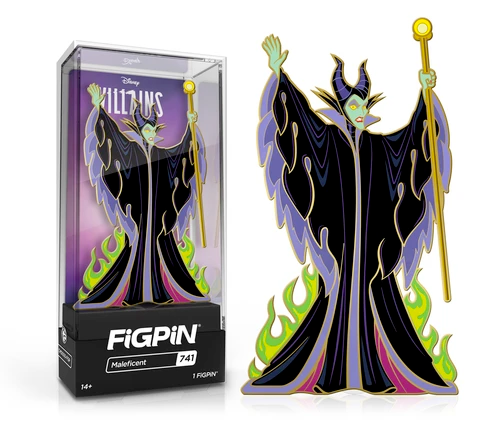 Disney
VILLAINS
FiGPiN®
Maleficent 741
14+
1 FiGPiN®